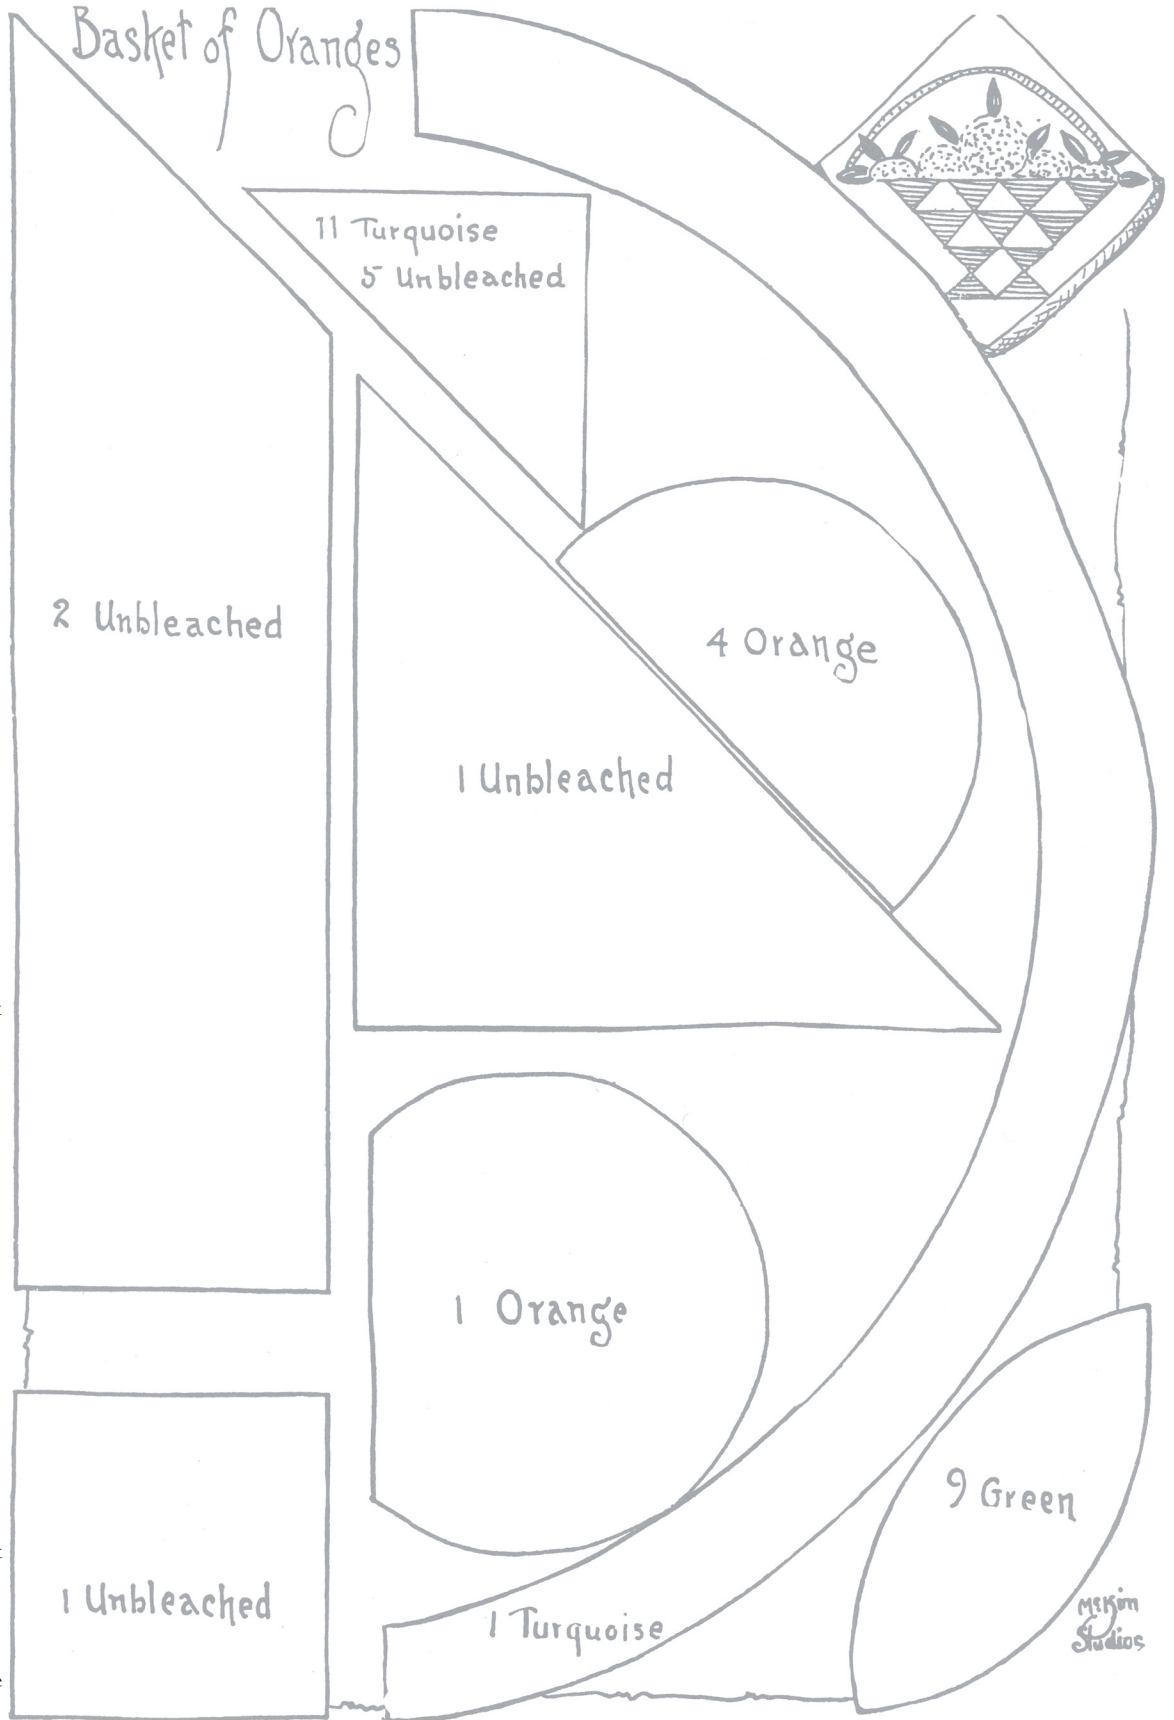 Basket of Oranges
11 Turquoise
5 Unbleached
2 Unbleached
4 Orange
1 Unbleached
1 Orange
9 Green
1 Unbleached
1 Turquoise
McKim
Studios